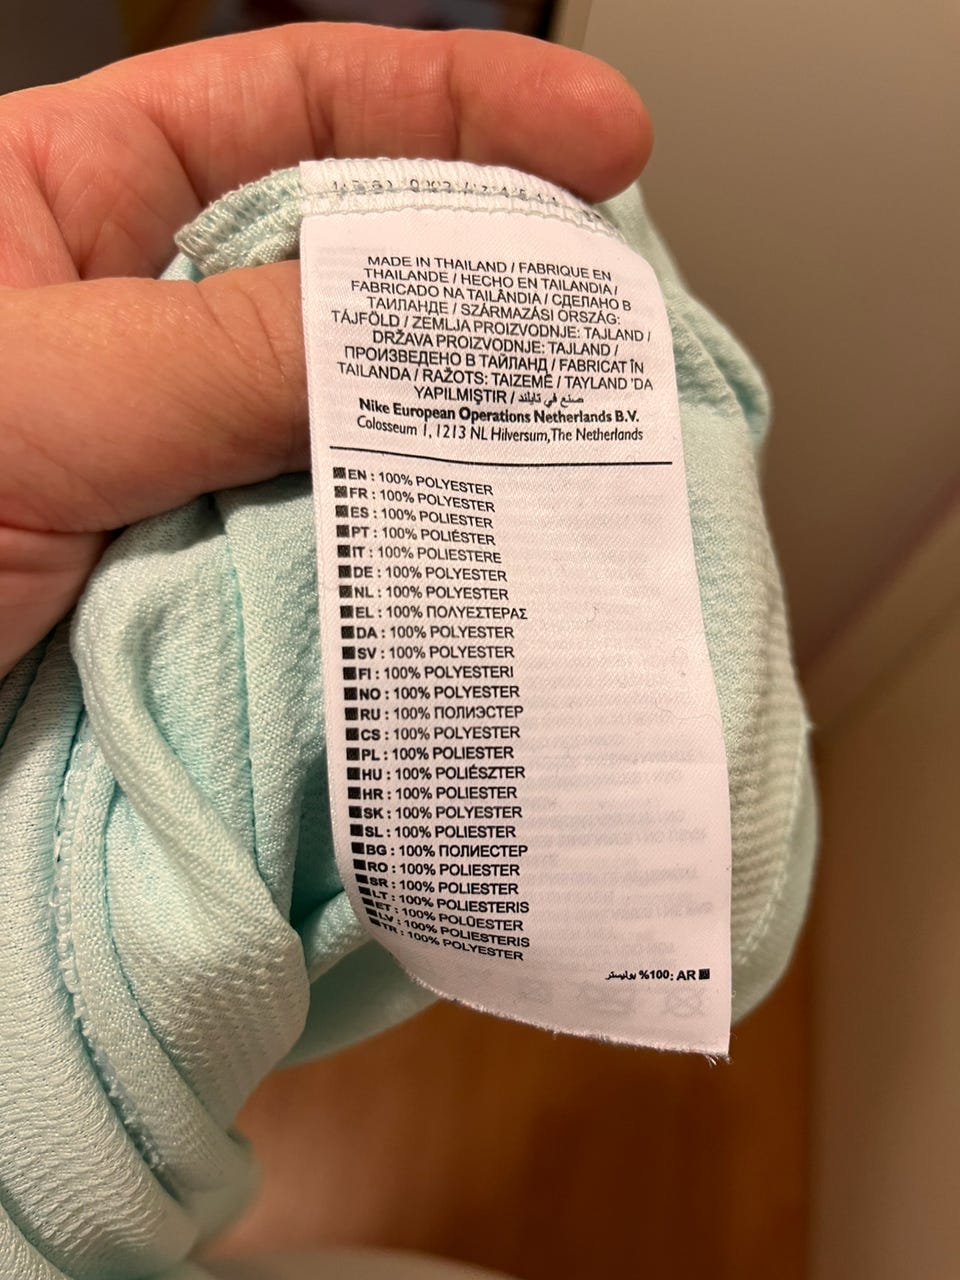 MADE IN THAILAND / FABRIQUE EN
THAILANDE / HECHO EN TAILANDIA /
FABRICADO NA TAILÂNDIA / СДЕЛАНО В
ТАИЛАНДЕ / SZÁRMAZÁSI ORSZÁG:
TÁJFÖLD / ZEMLJA PROIZVODNJE: TAJLAND /
DRŽAVA PROIZVODNJE: TAJLAND /
ПРОИЗВЕДЕНО В ТАЙЛАНД / FABRICAT ÎN
TAILANDA / RAŽOTS: TAIZEMĒ / TAYLAND 'DA
YAPILMIŞTIR / صنع في تايلند
Nike European Operations Netherlands B.V.
Colosseum 1, 1213 NL Hilversum, The Netherlands
EN : 100% POLYESTER
FR : 100% POLYESTER
ES : 100% POLIESTER
PT : 100% POLIÉSTER
IT : 100% POLIESTERE
DE : 100% POLYESTER
NL : 100% POLYESTER
EL : 100% ΠΟΛΥΕΣΤΕΡΑΣ
DA : 100% POLYESTER
SV : 100% POLYESTER
FI : 100% POLYESTERI
NO : 100% POLYESTER
RU : 100% ПОЛИЭСТЕР
CS : 100% POLYESTER
PL : 100% POLIESTER
HU : 100% POLIÉSZTER
HR : 100% POLIESTER
SK : 100% POLYESTER
SL : 100% POLIESTER
BG : 100% ПОЛИЕСТЕР
RO : 100% POLIESTER
SR : 100% POLIESTER
LT : 100% POLIESTERIS
ET : 100% POLÜESTER
LV : 100% POLIESTERIS
TR : 100% POLYESTER
AR :100% بوليستر